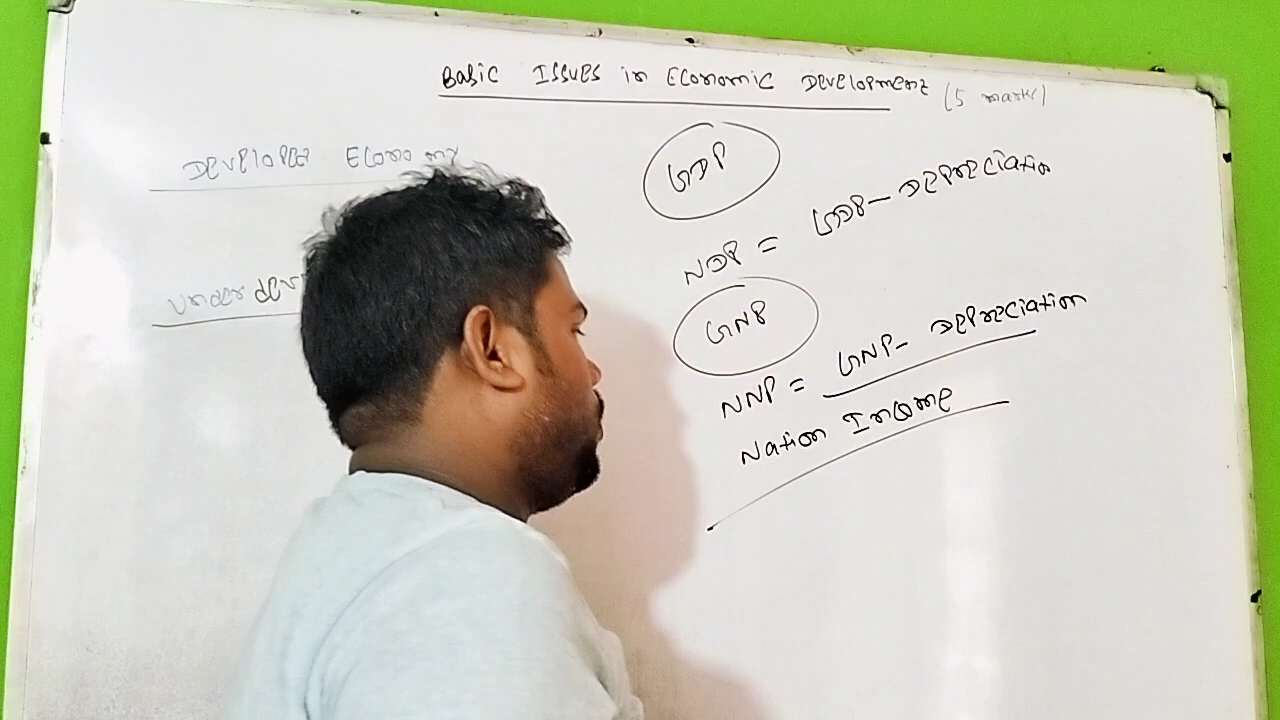 Basic Issues in Economic Development (5 marks)
Developed Economy
Under dev
GDP
NDP = GDP - Depreciation
GNP
NNP = GNP - Depreciation
Nation Income